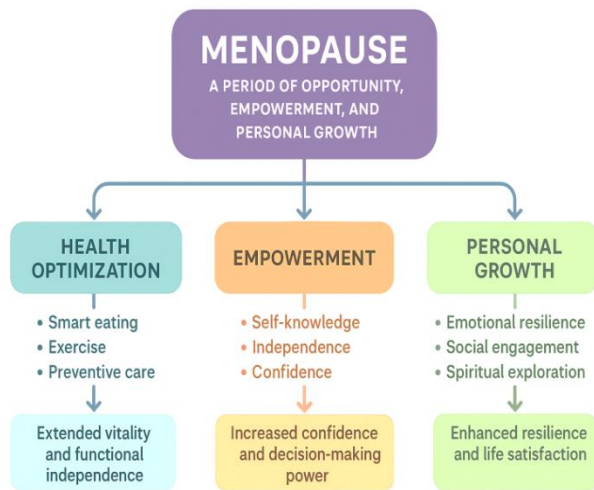 MENOPAUSE
A PERIOD OF OPPORTUNITY,
EMPOWERMENT, AND
PERSONAL GROWTH
HEALTH
OPTIMIZATION
• Smart eating
• Exercise
• Preventive care
Extended vitality
and functional
independence
EMPOWERMENT
• Self-knowledge
• Independence
• Confidence
Increased confidence
and decision-making
power
PERSONAL
GROWTH
• Emotional resilience
• Social engagement
• Spiritual exploration
Enhanced resilience
and life satisfaction